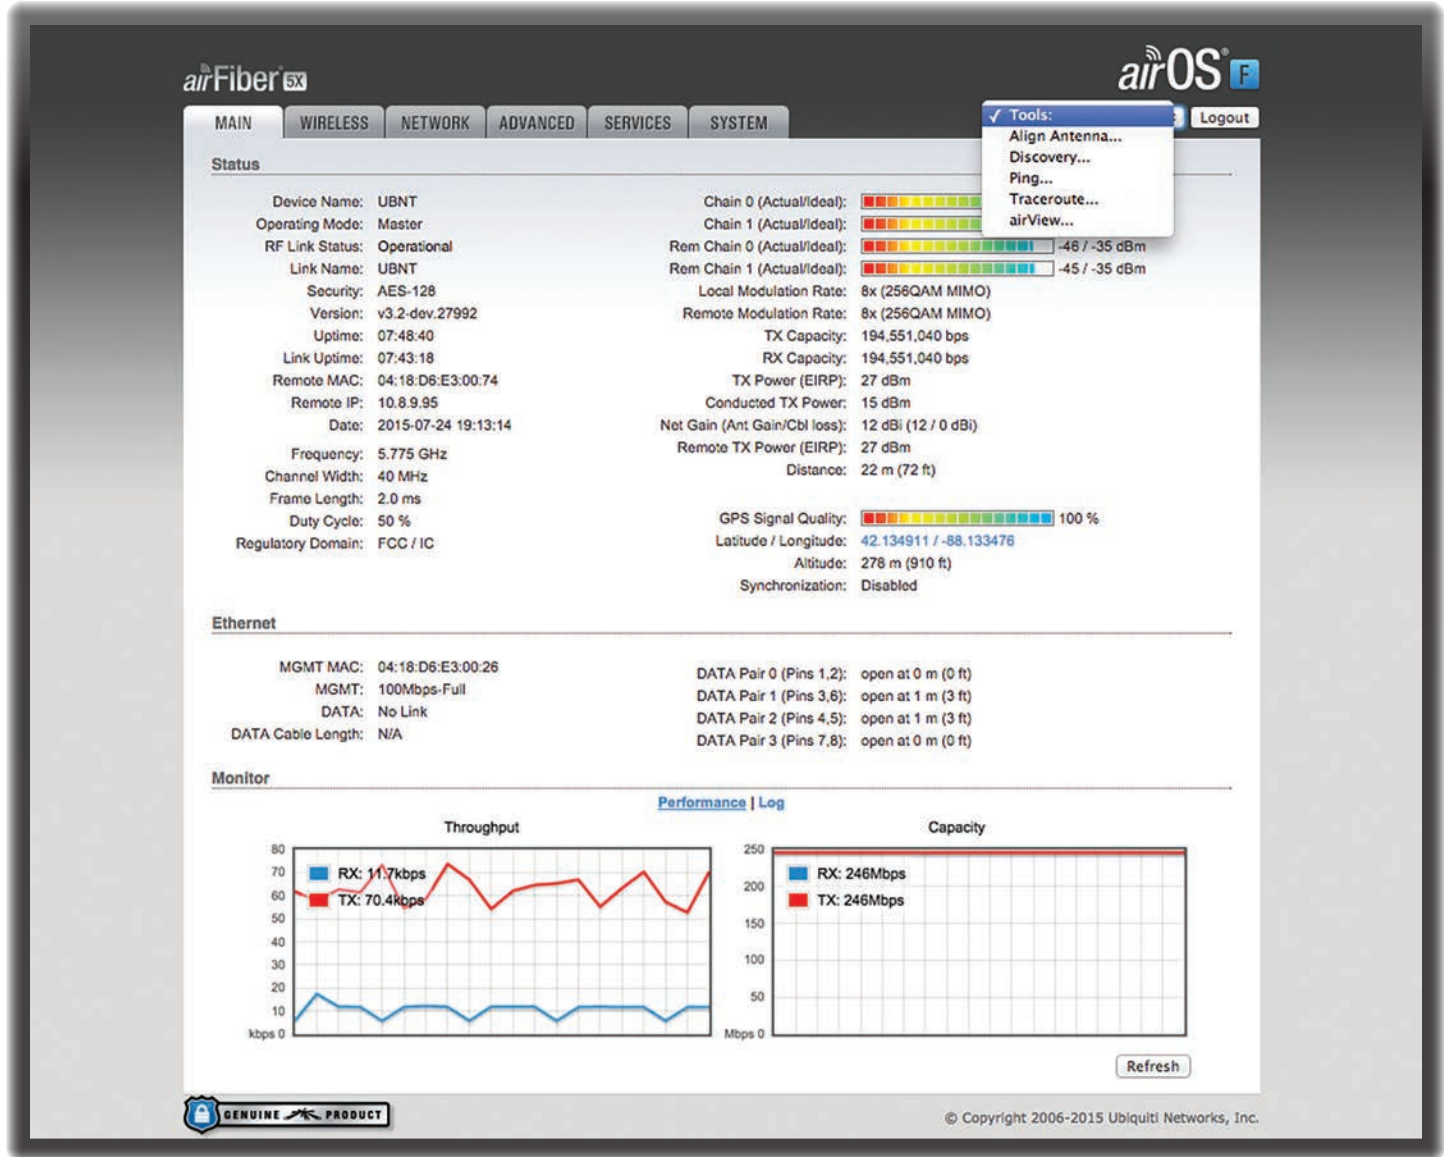 airFiber 5X
airOS F
MAIN WIRELESS NETWORK ADVANCED SERVICES SYSTEM
✓ Tools: Logout
Align Antenna...
Discovery...
Ping...
Traceroute...
airView...
Status
Device Name: UBNT
Operating Mode: Master
RF Link Status: Operational
Link Name: UBNT
Security: AES-128
Version: v3.2-dev.27992
Uptime: 07:48:40
Link Uptime: 07:43:18
Remote MAC: 04:18:D6:E3:00:74
Remote IP: 10.8.9.95
Date: 2015-07-24 19:13:14
Frequency: 5.775 GHz
Channel Width: 40 MHz
Frame Length: 2.0 ms
Duty Cycle: 50 %
Regulatory Domain: FCC / IC
Chain 0 (Actual/Ideal):
Chain 1 (Actual/Ideal):
Rem Chain 0 (Actual/Ideal): -46 / -35 dBm
Rem Chain 1 (Actual/Ideal): -45 / -35 dBm
Local Modulation Rate: 8x (256QAM MIMO)
Remote Modulation Rate: 8x (256QAM MIMO)
TX Capacity: 194,551,040 bps
RX Capacity: 194,551,040 bps
TX Power (EIRP): 27 dBm
Conducted TX Power: 15 dBm
Net Gain (Ant Gain/Cbl loss): 12 dBi (12 / 0 dBi)
Remote TX Power (EIRP): 27 dBm
Distance: 22 m (72 ft)
GPS Signal Quality: 100 %
Latitude / Longitude: 42.134911 / -88.133476
Altitude: 278 m (910 ft)
Synchronization: Disabled
Ethernet
MGMT MAC: 04:18:D6:E3:00:26
MGMT: 100Mbps-Full
DATA: No Link
DATA Cable Length: N/A
DATA Pair 0 (Pins 1,2): open at 0 m (0 ft)
DATA Pair 1 (Pins 3,6): open at 1 m (3 ft)
DATA Pair 2 (Pins 4,5): open at 1 m (3 ft)
DATA Pair 3 (Pins 7,8): open at 0 m (0 ft)
Monitor
Performance | Log
Throughput
80
70
60
50
40
30
20
10
kbps 0
RX: 11.7kbps
TX: 70.4kbps
Capacity
250
200
150
100
50
Mbps 0
RX: 246Mbps
TX: 246Mbps
Refresh
GENUINE PRODUCT
© Copyright 2006-2015 Ubiquiti Networks, Inc.